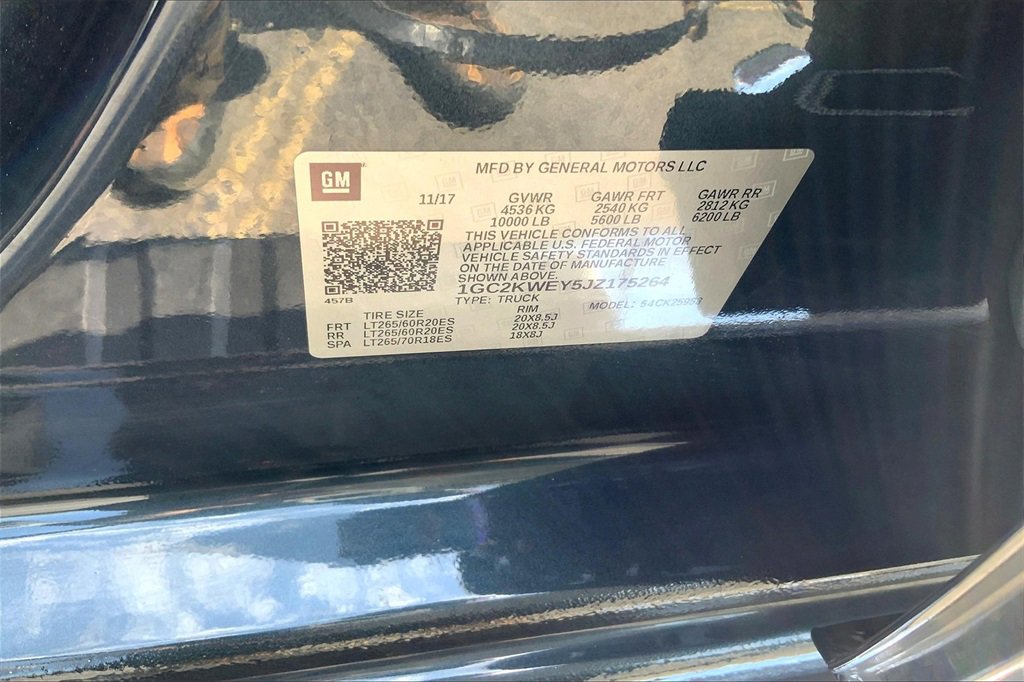 GM
MFD BY GENERAL MOTORS LLC
11/17 GVWR GAWR FRT GAWR RR
4536 KG 2540 KG 2812 KG
10000 LB 5600 LB 6200 LB
THIS VEHICLE CONFORMS TO ALL
APPLICABLE U.S. FEDERAL MOTOR
VEHICLE SAFETY STANDARDS IN EFFECT
ON THE DATE OF MANUFACTURE
SHOWN ABOVE.
1GC2KWEY5JZ175264
457B
TYPE: TRUCK MODEL: S4CK25953
TIRE SIZE RIM
FRT LT265/60R20ES 20X8.5J
RR LT265/60R20ES 20X8.5J
SPA LT265/70R18ES 18X8J